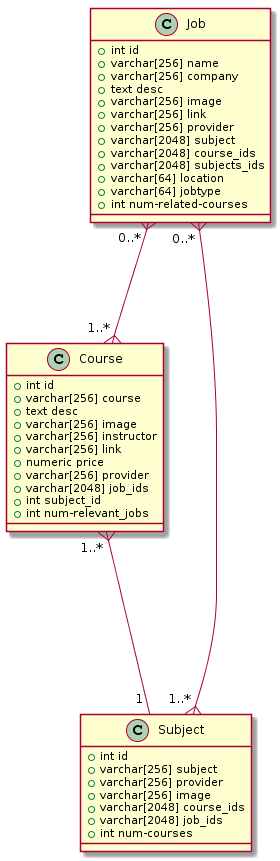 C Job
int id
varchar[256] name
varchar[256] company
text desc
varchar[256] image
varchar[256] link
varchar[256] provider
varchar[2048] subject
varchar[2048] course_ids
varchar[2048] subjects_ids
varchar[64] location
varchar[64] jobtype
int num-related-courses
0..* 0..*
1..*
C Course
int id
varchar[256] course
text desc
varchar[256] image
varchar[256] instructor
varchar[256] link
numeric price
varchar[256] provider
varchar[2048] job_ids
int subject_id
int num-relevant_jobs
1..*
1 1..*
C Subject
int id
varchar[256] subject
varchar[256] provider
varchar[256] image
varchar[2048] course_ids
varchar[2048] job_ids
int num-courses